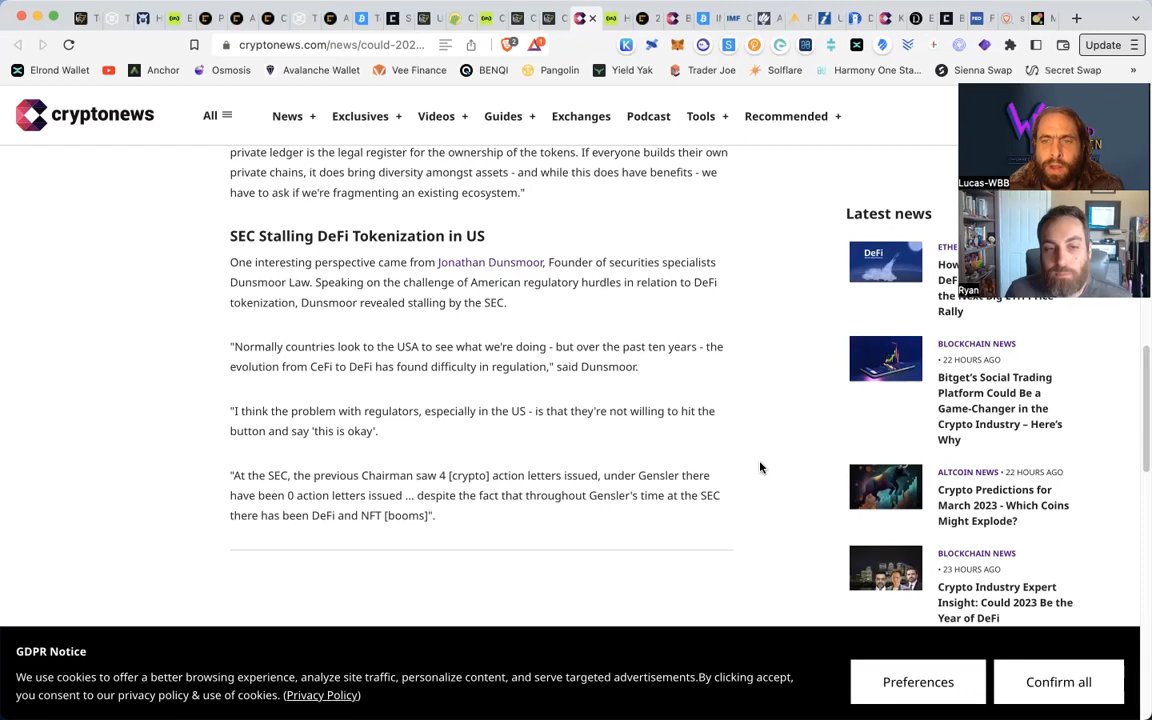 cryptonews.com/news/could-202...
2
1
Update
Elrond Wallet
Anchor
Osmosis
Avalanche Wallet
Vee Finance
BENQI
Pangolin
Yield Yak
Trader Joe
Solflare
Harmony One Sta...
Sienna Swap
Secret Swap
»
cryptonews
All
News +
Exclusives +
Videos +
Guides +
Exchanges
Podcast
Tools +
Recommended +
private ledger is the legal register for the ownership of the tokens. If everyone builds their own
private chains, it does bring diversity amongst assets - and while this does have benefits - we
have to ask if we're fragmenting an existing ecosystem."
SEC Stalling DeFi Tokenization in US
One interesting perspective came from Jonathan Dunsmoor, Founder of securities specialists
Dunsmoor Law. Speaking on the challenge of American regulatory hurdles in relation to DeFi
tokenization, Dunsmoor revealed stalling by the SEC.
"Normally countries look to the USA to see what we're doing - but over the past ten years - the
evolution from CeFi to DeFi has found difficulty in regulation," said Dunsmoor.
"I think the problem with regulators, especially in the US - is that they're not willing to hit the
button and say 'this is okay'.
"At the SEC, the previous Chairman saw 4 [crypto] action letters issued, under Gensler there
have been 0 action letters issued ... despite the fact that throughout Gensler's time at the SEC
there has been DeFi and NFT [booms]".
Lucas-WBB
Ryan
Latest news
DeFi
Rally
BLOCKCHAIN NEWS
• 22 HOURS AGO
Bitget's Social Trading
Platform Could Be a
Game-Changer in the
Crypto Industry – Here's
Why
ALTCOIN NEWS • 22 HOURS AGO
Crypto Predictions for
March 2023 - Which Coins
Might Explode?
BLOCKCHAIN NEWS
• 23 HOURS AGO
Crypto Industry Expert
Insight: Could 2023 Be the
Year of DeFi
GDPR Notice
We use cookies to offer a better browsing experience, analyze site traffic, personalize content, and serve targeted advertisements.By clicking accept,
you consent to our privacy policy & use of cookies. (Privacy Policy)
Preferences
Confirm all